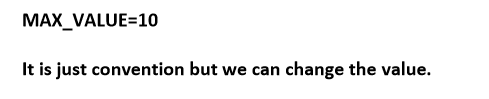 MAX_VALUE=10
It is just convention but we can change the value.